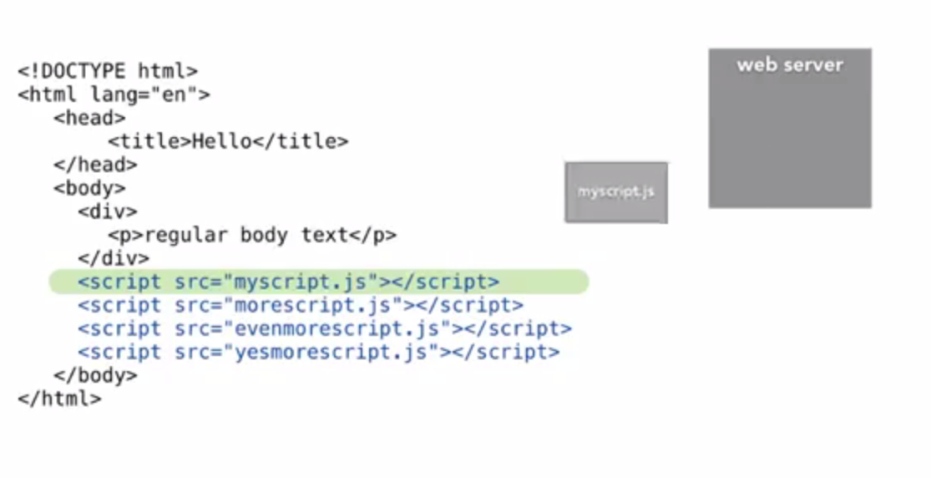 <!DOCTYPE html>
<html lang="en">
<head>
<title>Hello</title>
</head>
<body>
<div>
<p>regular body text</p>
</div>
<script src="myscript.js"></script>
<script src="morescript.js"></script>
<script src="evenmorescript.js"></script>
<script src="yesmorescript.js"></script>
</body>
</html>
web server
myscript.js